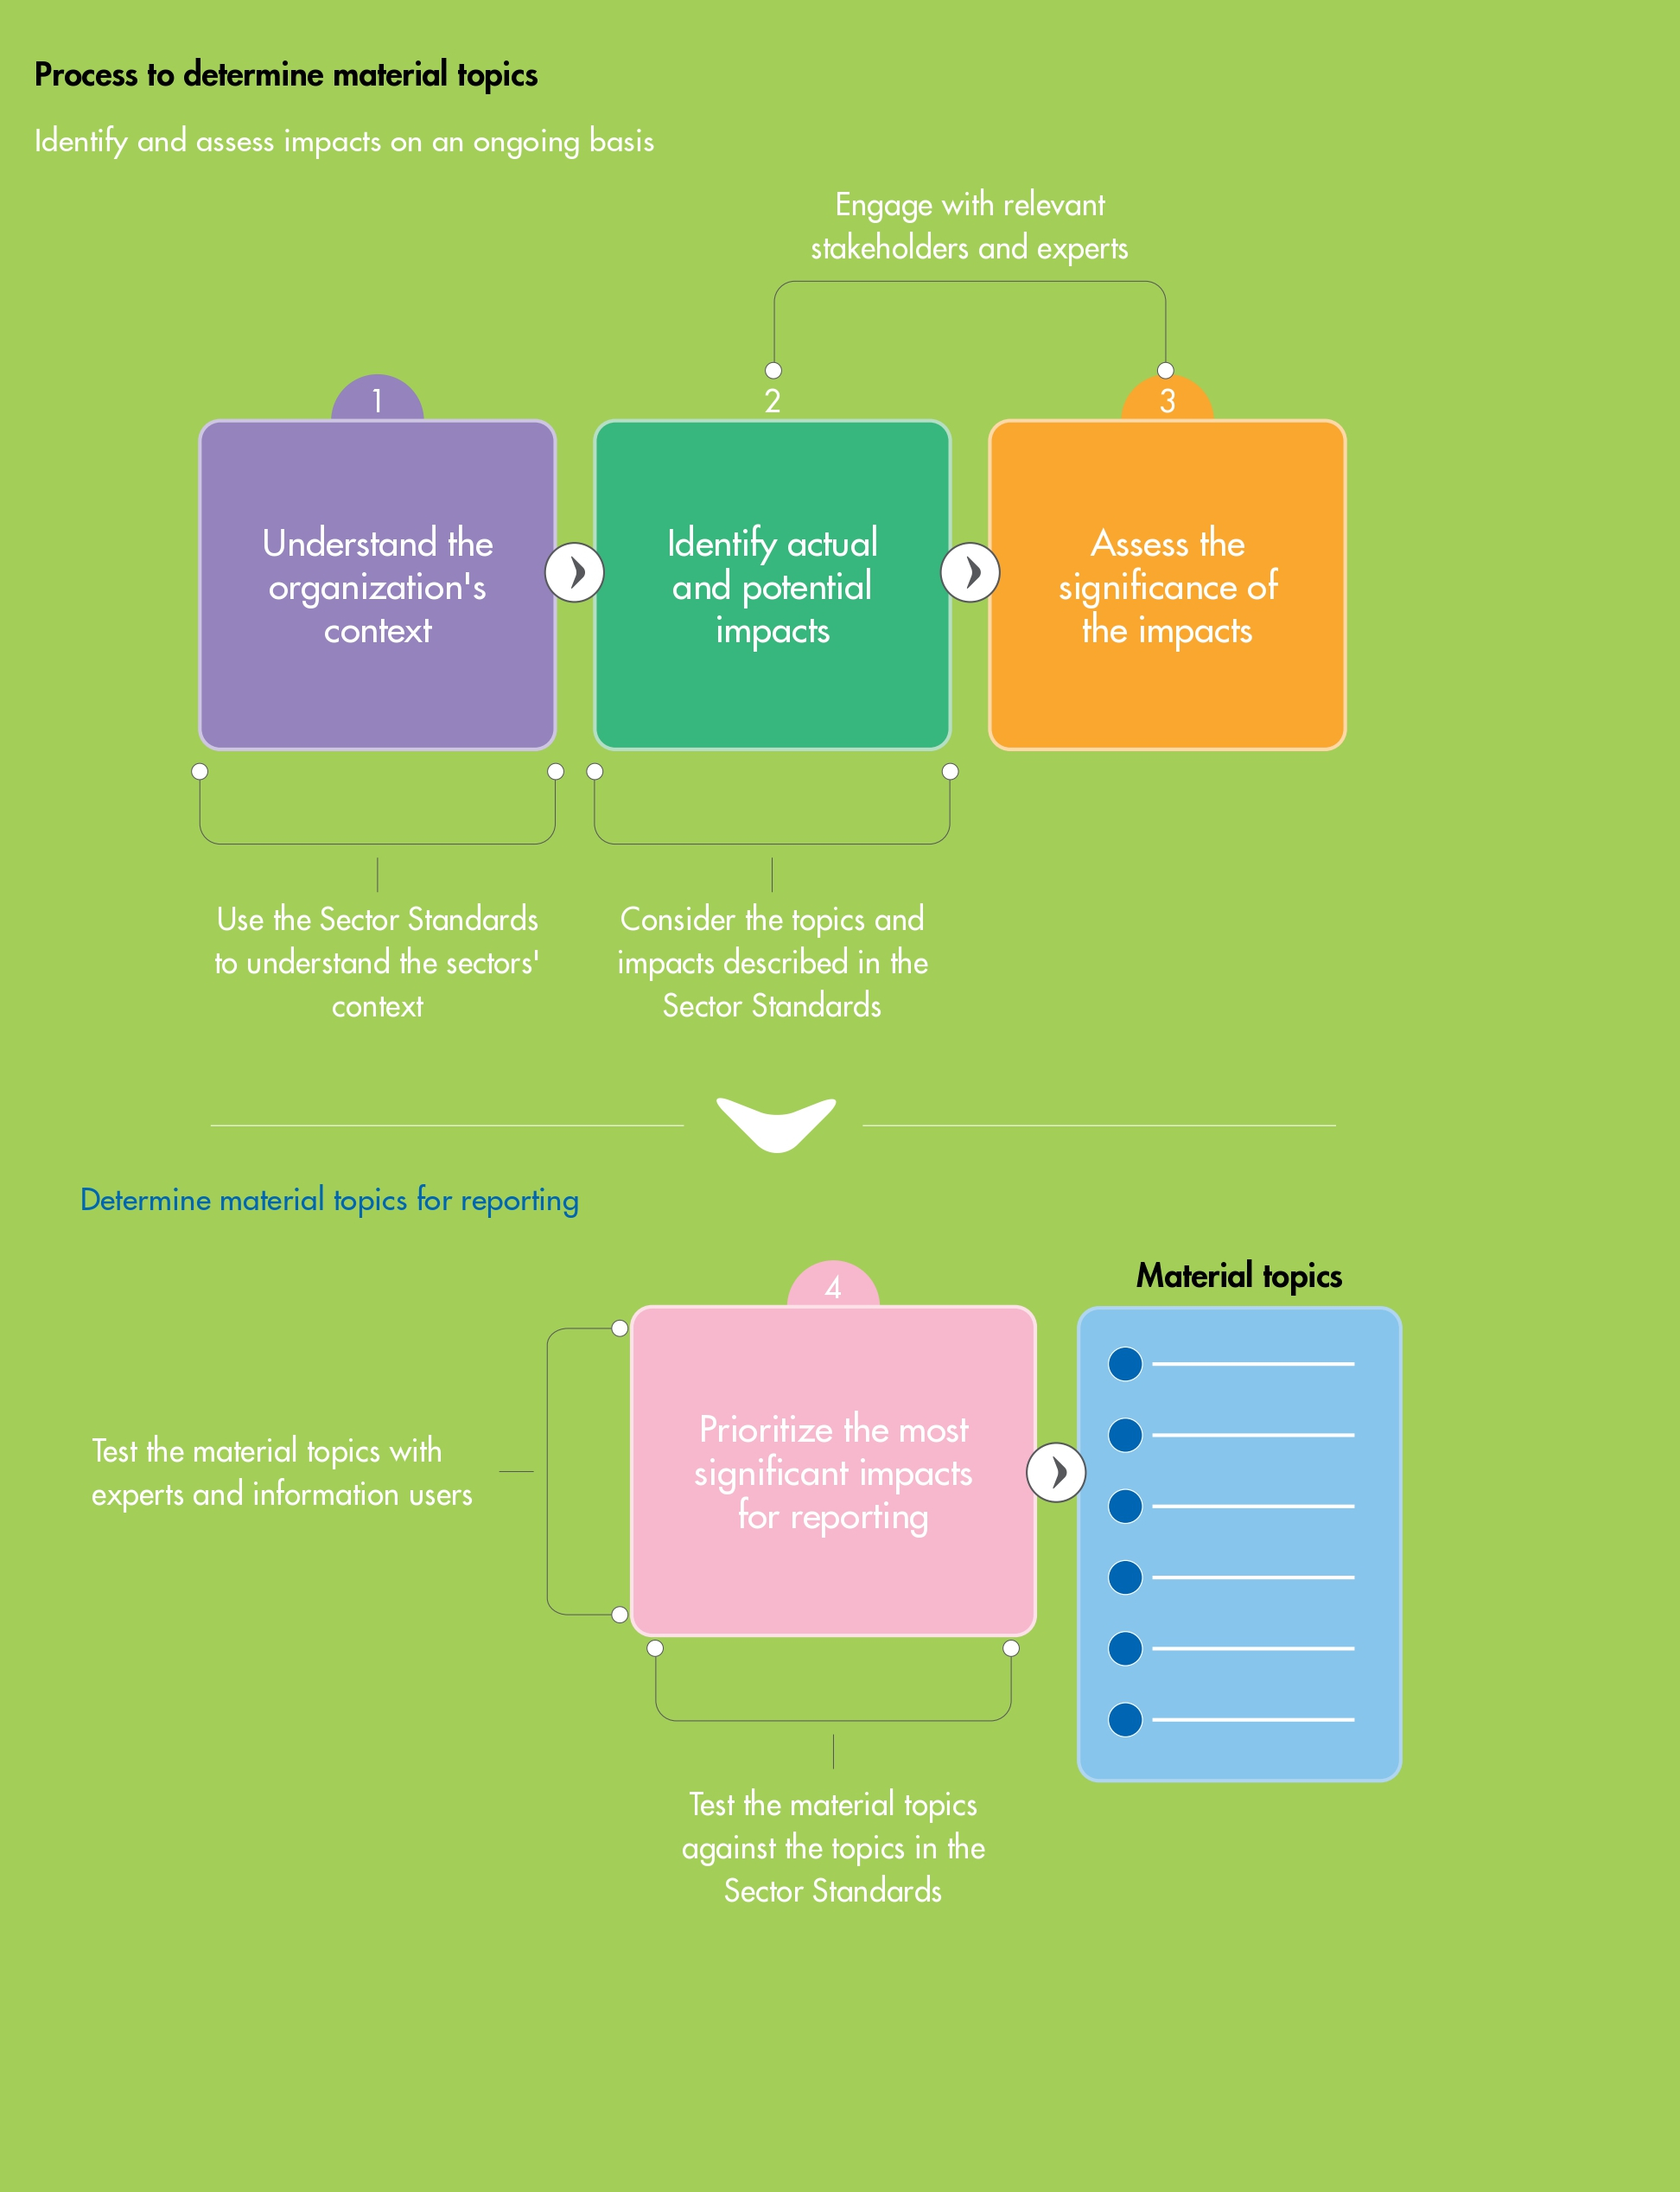 Process to determine material topics
Identify and assess impacts on an ongoing basis
Engage with relevant
stakeholders and experts
1
2
3
Understand the
organization's
context
Identify actual
and potential
impacts
Assess the
significance of
the impacts
Use the Sector Standards
to understand the sectors'
context
Consider the topics and
impacts described in the
Sector Standards
Determine material topics for reporting
4
Material topics
Prioritize the most
significant impacts
for reporting
Test the material topics with
experts and information users
Test the material topics
against the topics in the
Sector Standards